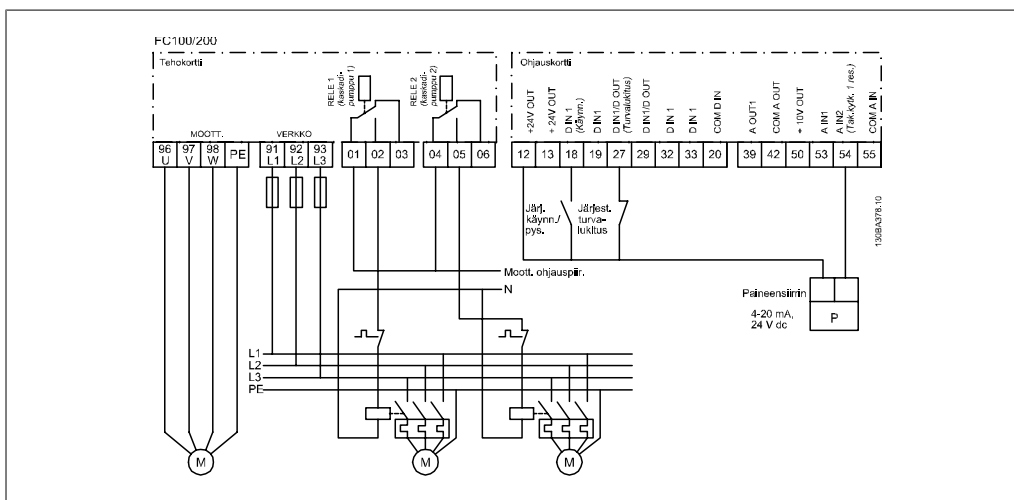 FC100/200
Tehokortti
RELE 1
(kaskadi-
pumppu 1)
RELE 2
(kaskadi-
pumppu 2)
Ohjauskortti
+24V OUT
+ 24V OUT
D IN 1
(Käynn.)
D IN1
D IN1/D OUT
(Turvalukitus)
D IN1/D OUT
D IN 1
D IN 1
COM D IN
A OUT1
COM A OUT
+ 10V OUT
A IN1
A IN2
(Tak.kytk. 1 res.)
COM A IN
MOOTT.
VERKKO
96 97 98 PE 91 92 93 01 02 03 04 05 06 12 13 18 19 27 29 32 33 20 39 42 50 53 54 55
U V W L1 L2 L3
Järj.
käynn./
pys.
Järjest.
turva-
lukitus
130BA378.10
Moott. ohjauspiir.
N
Paineensiirrin
4-20 mA,
24 V dc
P
L1
L2
L3
PE
M M M